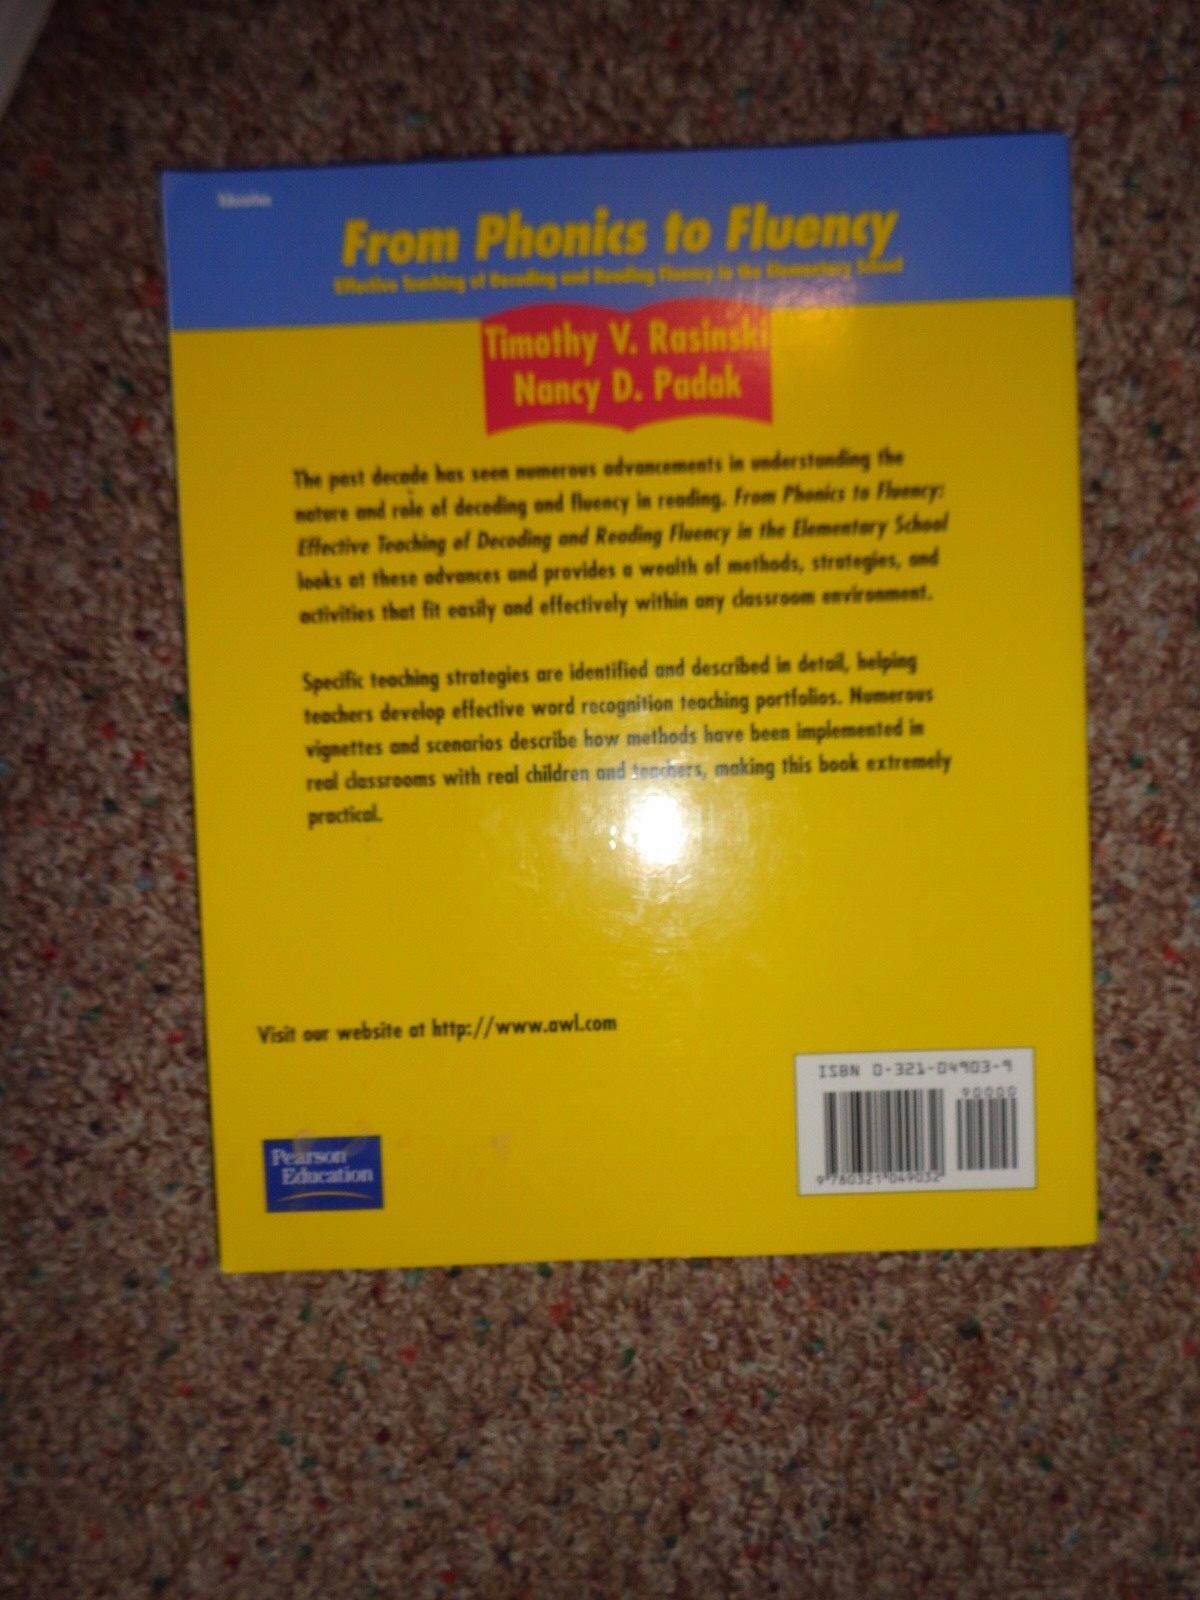 Education
From Phonics to Fluency
Effective Teaching of Decoding and Reading Fluency in the Elementary School
Timothy V. Rasinski
Nancy D. Padak
The past decade has seen numerous advancements in understanding the
nature and role of decoding and fluency in reading. From Phonics to Fluency:
Effective Teaching of Decoding and Reading Fluency in the Elementary School
looks at these advances and provides a wealth of methods, strategies, and
activities that fit easily and effectively within any classroom environment.
Specific teaching strategies are identified and described in detail, helping
teachers develop effective word recognition teaching portfolios. Numerous
vignettes and scenarios describe how methods have been implemented in
real classrooms with real children and teachers, making this book extremely
practical.
Visit our website at http://www.awl.com
ISBN 0-321-04903-9
90000
9 780321 049032
Pearson
Education